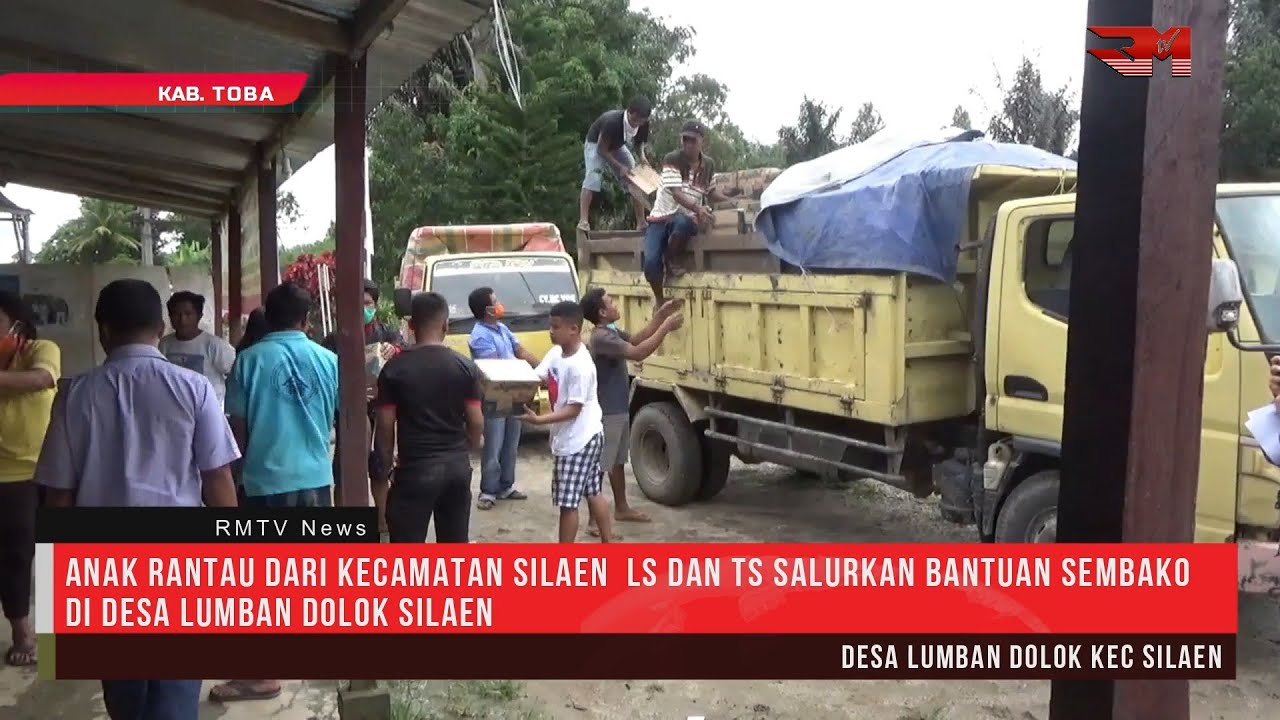 RMtv
KAB. TOBA
RMTV News
ANAK RANTAU DARI KECAMATAN SILAEN LS DAN TS SALURKAN BANTUAN SEMBAKO
DI DESA LUMBAN DOLOK SILAEN
DESA LUMBAN DOLOK KEC SILAEN